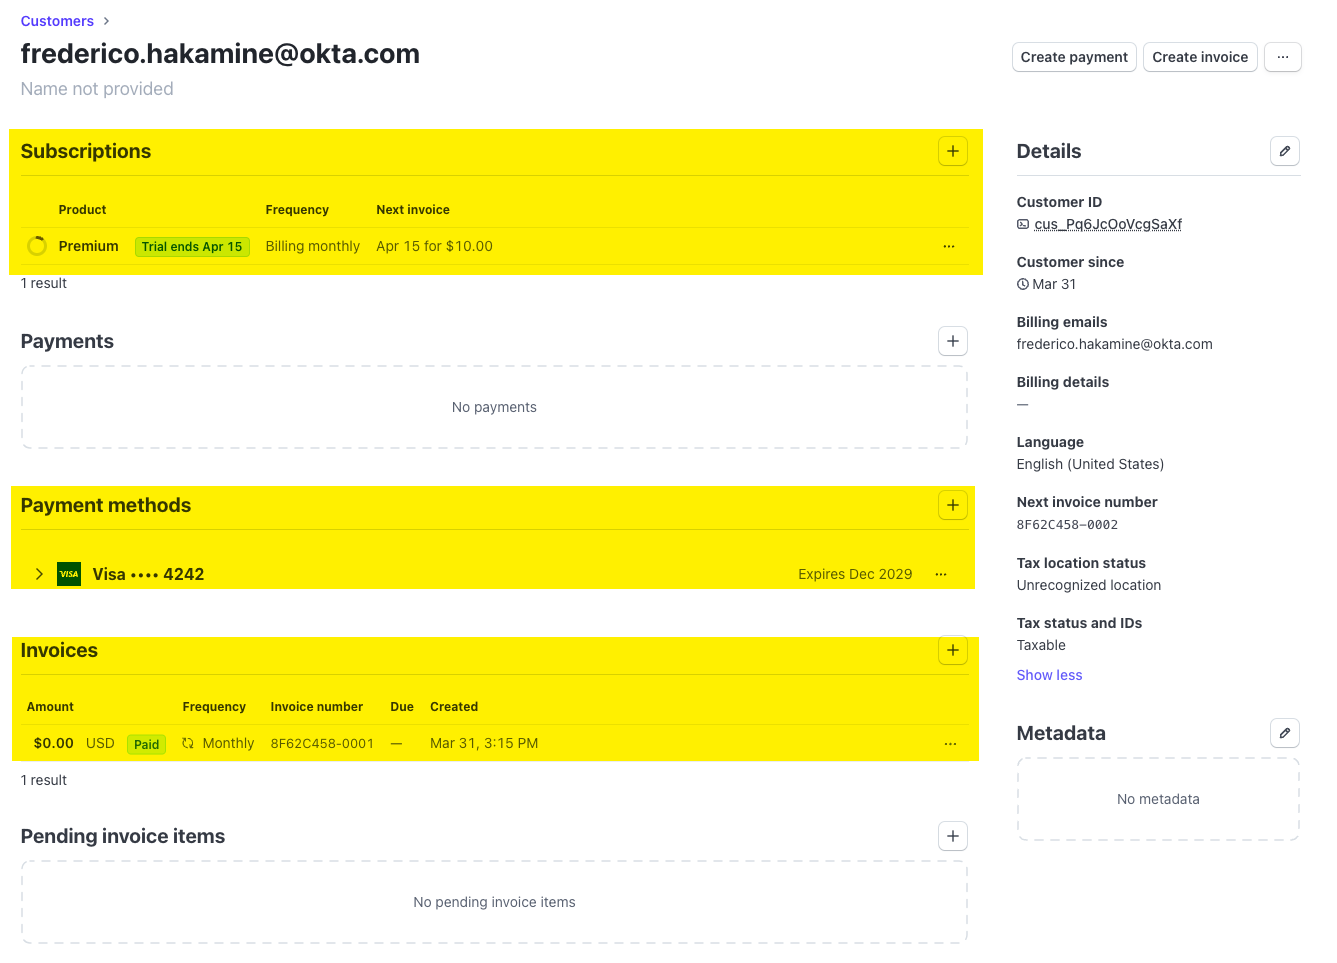 Customers
frederico.hakamine@okta.com
Name not provided
Create payment
Create invoice
Subscriptions
Product Frequency Next invoice
Premium Trial ends Apr 15 Billing monthly Apr 15 for $10.00
1 result
Payments
No payments
Payment methods
VISA Visa •••• 4242 Expires Dec 2029
Invoices
Amount Frequency Invoice number Due Created
$0.00 USD Paid Monthly 8F62C458-0001 — Mar 31, 3:15 PM
1 result
Pending invoice items
No pending invoice items
Details
Customer ID
cus_Pq6JcOoVcgSaXf
Customer since
Mar 31
Billing emails
frederico.hakamine@okta.com
Billing details
—
Language
English (United States)
Next invoice number
8F62C458-0002
Tax location status
Unrecognized location
Tax status and IDs
Taxable
Show less
Metadata
No metadata